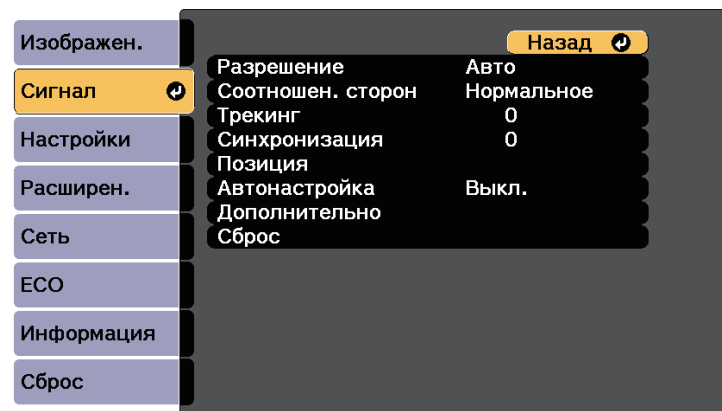 Изображен.
Сигнал
Настройки
Расширен.
Сеть
ECO
Информация
Сброс
Назад
Разрешение Авто
Соотношен. сторон Нормальное
Трекинг 0
Синхронизация 0
Позиция
Автонастройка Выкл.
Дополнительно
Сброс